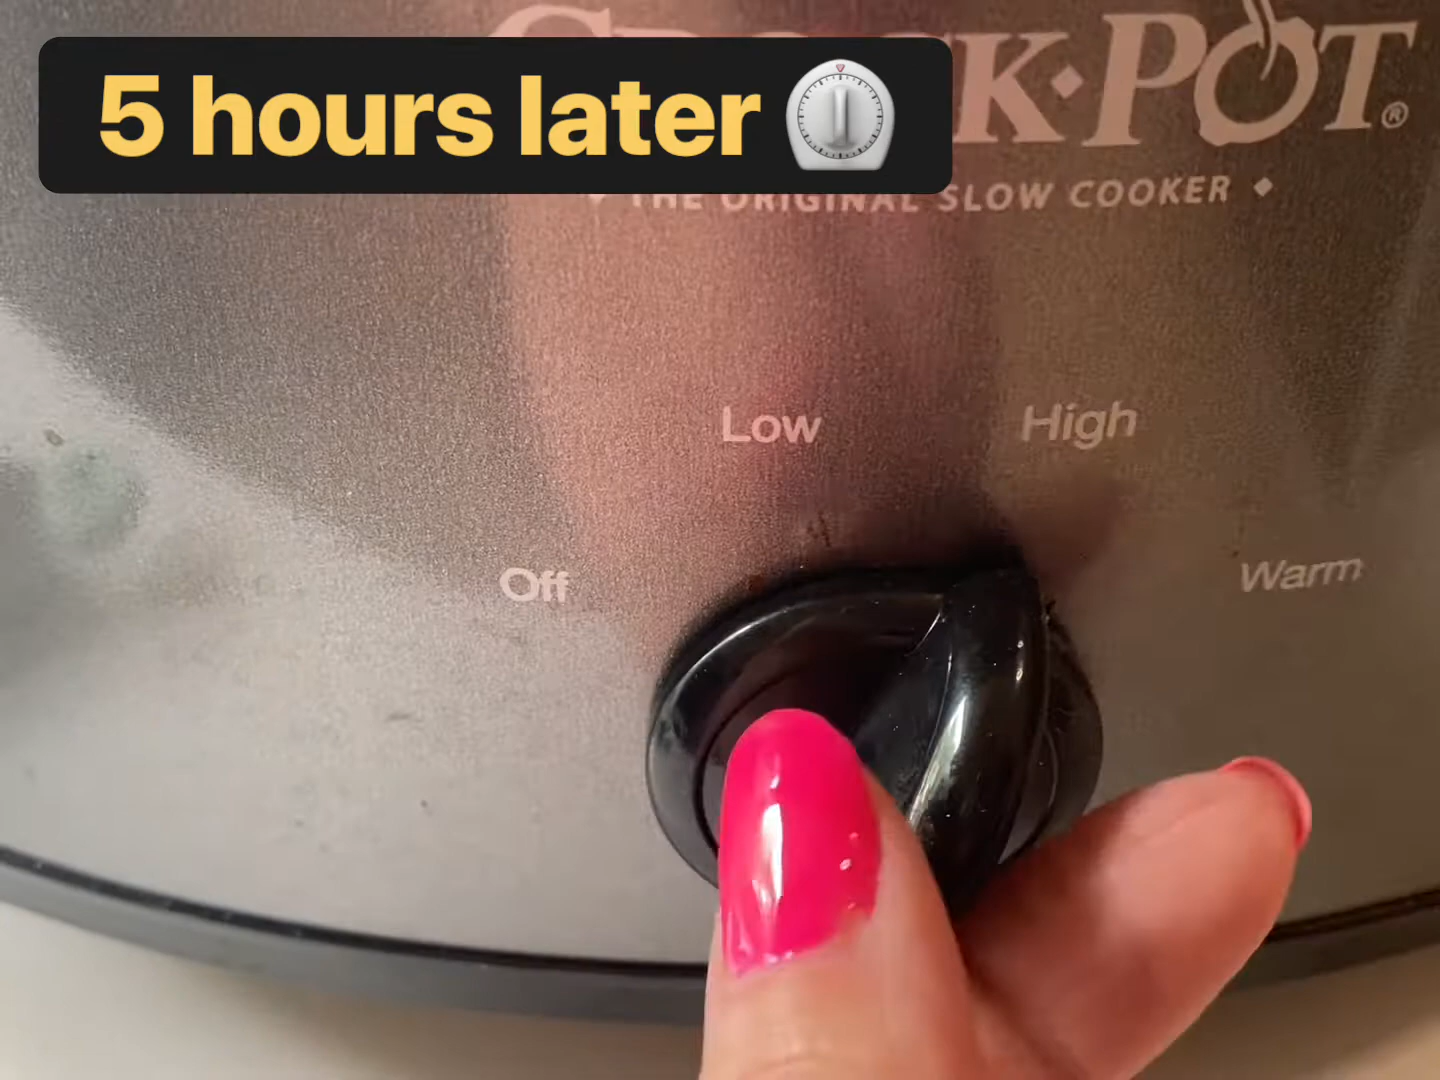 5 hours later
K·POT®
THE ORIGINAL SLOW COOKER
Low
High
Off
Warm